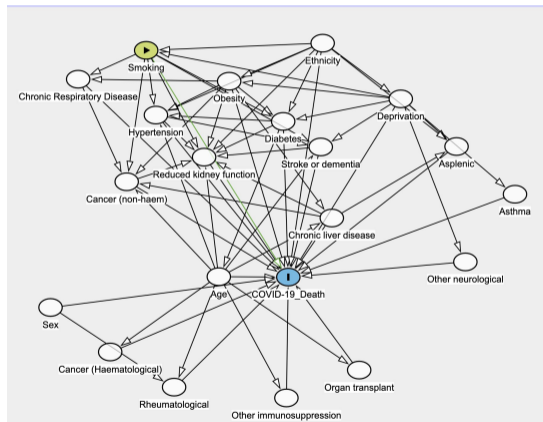 Smoking
Ethnicity
Chronic Respiratory Disease
Obesity
Hypertension
Deprivation
Diabetes
Stroke or dementia
Asplenic
Reduced kidney function
Cancer (non-haem)
Asthma
Chronic liver disease
Other neurological
Age
COVID-19_Death
Sex
Cancer (Haematological)
Organ transplant
Rheumatological
Other immunosuppression